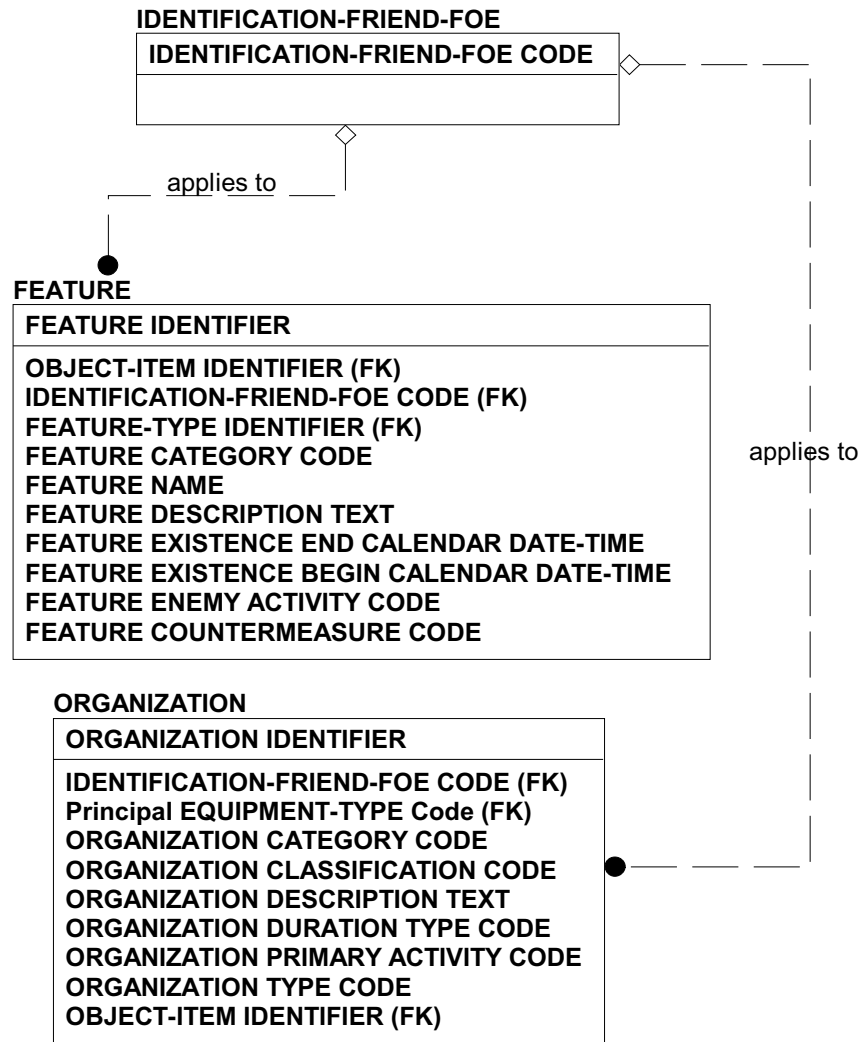 IDENTIFICATION-FRIEND-FOE
IDENTIFICATION-FRIEND-FOE CODE
applies to
FEATURE
FEATURE IDENTIFIER
OBJECT-ITEM IDENTIFIER (FK)
IDENTIFICATION-FRIEND-FOE CODE (FK)
FEATURE-TYPE IDENTIFIER (FK)
FEATURE CATEGORY CODE
FEATURE NAME
FEATURE DESCRIPTION TEXT
FEATURE EXISTENCE END CALENDAR DATE-TIME
FEATURE EXISTENCE BEGIN CALENDAR DATE-TIME
FEATURE ENEMY ACTIVITY CODE
FEATURE COUNTERMEASURE CODE
applies to
ORGANIZATION
ORGANIZATION IDENTIFIER
IDENTIFICATION-FRIEND-FOE CODE (FK)
Principal EQUIPMENT-TYPE Code (FK)
ORGANIZATION CATEGORY CODE
ORGANIZATION CLASSIFICATION CODE
ORGANIZATION DESCRIPTION TEXT
ORGANIZATION DURATION TYPE CODE
ORGANIZATION PRIMARY ACTIVITY CODE
ORGANIZATION TYPE CODE
OBJECT-ITEM IDENTIFIER (FK)